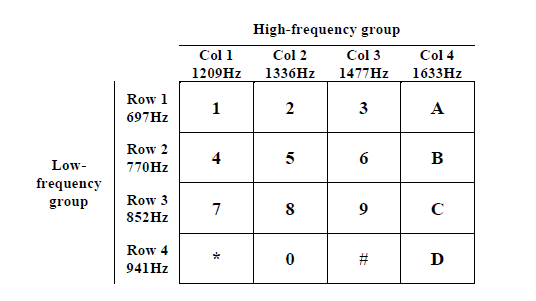 High-frequency group
Col 1 Col 2 Col 3 Col 4
1209Hz 1336Hz 1477Hz 1633Hz
Low-
frequency
group
Row 1
697Hz
1 2 3 A
Row 2
770Hz
4 5 6 B
Row 3
852Hz
7 8 9 C
Row 4
941Hz
* 0 # D